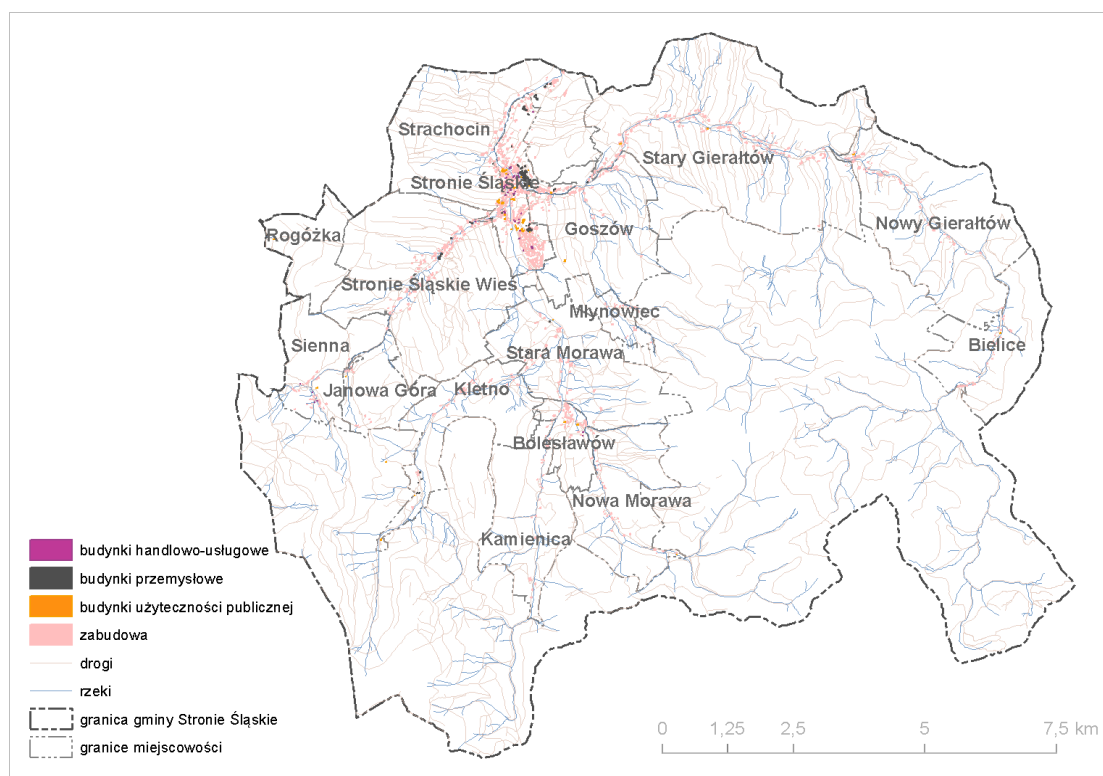 Strachocin
Stary Gierałtów
Stronie Śląskie
Nowy Gierałtów
Goszów
Rogóżka
Stronie Śląskie Wieś
Młynowiec
Sienna
Bielice
Stara Morawa
Janowa Góra
Kletno
Bolesławów
Nowa Morawa
Kamienica
budynki handlowo-usługowe
budynki przemysłowe
budynki użyteczności publicznej
zabudowa
drogi
rzeki
granica gminy Stronie Śląskie
granice miejscowości
0 1,25 2,5 5 7,5 km